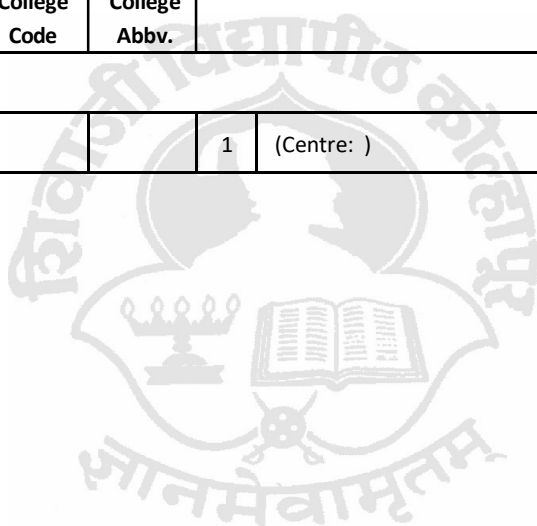 College College
Code Abbv.
1 (Centre: )
शिवाजी विद्यापीठ कोल्हापूर
ज्ञानमेवामृतम्